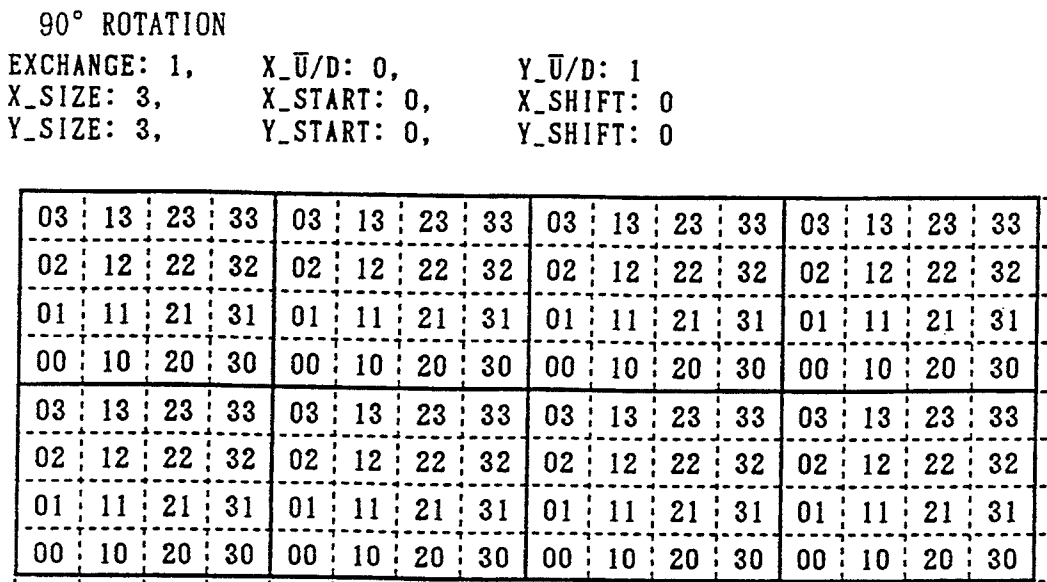 90° ROTATION
EXCHANGE: 1, X_U̅/D: 0, Y_U̅/D: 1
X_SIZE: 3, X_START: 0, X_SHIFT: 0
Y_SIZE: 3, Y_START: 0, Y_SHIFT: 0
03 13 23 33 03 13 23 33 03 13 23 33 03 13 23 33
02 12 22 32 02 12 22 32 02 12 22 32 02 12 22 32
01 11 21 31 01 11 21 31 01 11 21 31 01 11 21 31
00 10 20 30 00 10 20 30 00 10 20 30 00 10 20 30
03 13 23 33 03 13 23 33 03 13 23 33 03 13 23 33
02 12 22 32 02 12 22 32 02 12 22 32 02 12 22 32
01 11 21 31 01 11 21 31 01 11 21 31 01 11 21 31
00 10 20 30 00 10 20 30 00 10 20 30 00 10 20 30